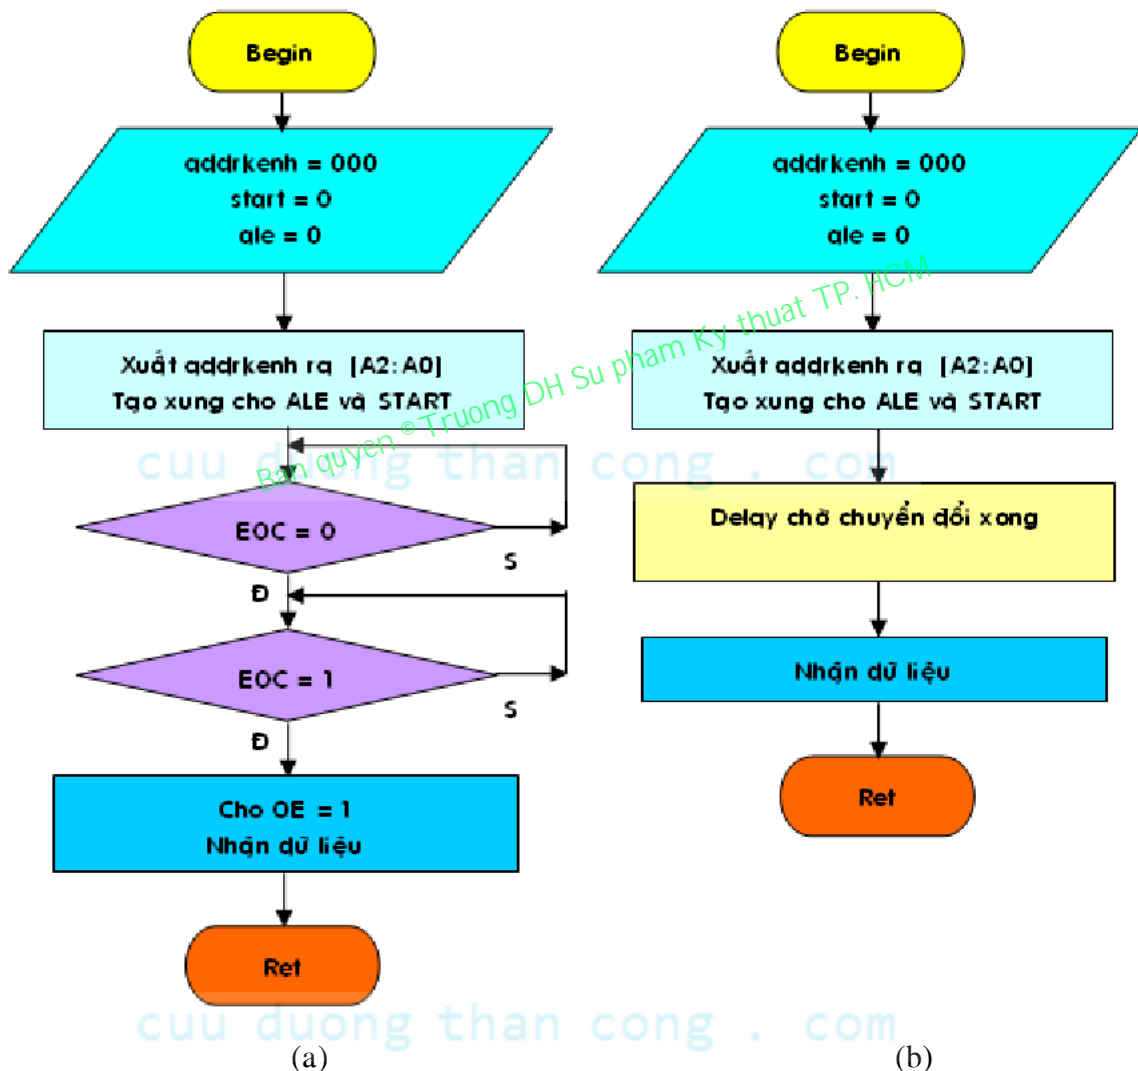 Begin
addrkenh = 000
start = 0
ale = 0
Xuất addrkenh ra [A2:A0]
Tạo xung cho ALE và START
EOC = 0
S
Đ
EOC = 1
S
Đ
Cho OE = 1
Nhận dữ liệu
Ret
(a)
Begin
addrkenh = 000
start = 0
ale = 0
Xuất addrkenh ra [A2:A0]
Tạo xung cho ALE và START
Delay chờ chuyển đổi xong
Nhận dữ liệu
Ret
(b)
Ban quyen © Truong DH Su pham Ky thuat TP. HCM
cuu duong than cong . com
cuu duong than cong . com